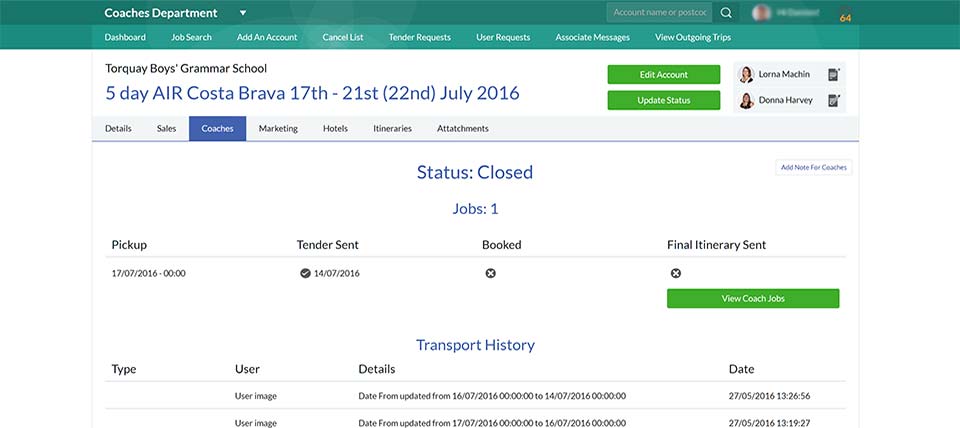 Coaches Department
Account name or postcoc
64
Dashboard Job Search Add An Account Cancel List Tender Requests User Requests Associate Messages View Outgoing Trips
Torquay Boys' Grammar School
5 day AIR Costa Brava 17th - 21st (22nd) July 2016
Edit Account
Update Status
Lorna Machin
Donna Harvey
Details Sales Coaches Marketing Hotels Itineraries Attatchments
Status: Closed
Add Note For Coaches
Jobs: 1
Pickup Tender Sent Booked Final Itinerary Sent
17/07/2016 - 00:00 14/07/2016
View Coach Jobs
Transport History
Type User Details Date
User image Date From updated from 16/07/2016 00:00:00 to 14/07/2016 00:00:00 27/05/2016 13:26:56
User image Date From updated from 17/07/2016 00:00:00 to 16/07/2016 00:00:00 27/05/2016 13:19:27